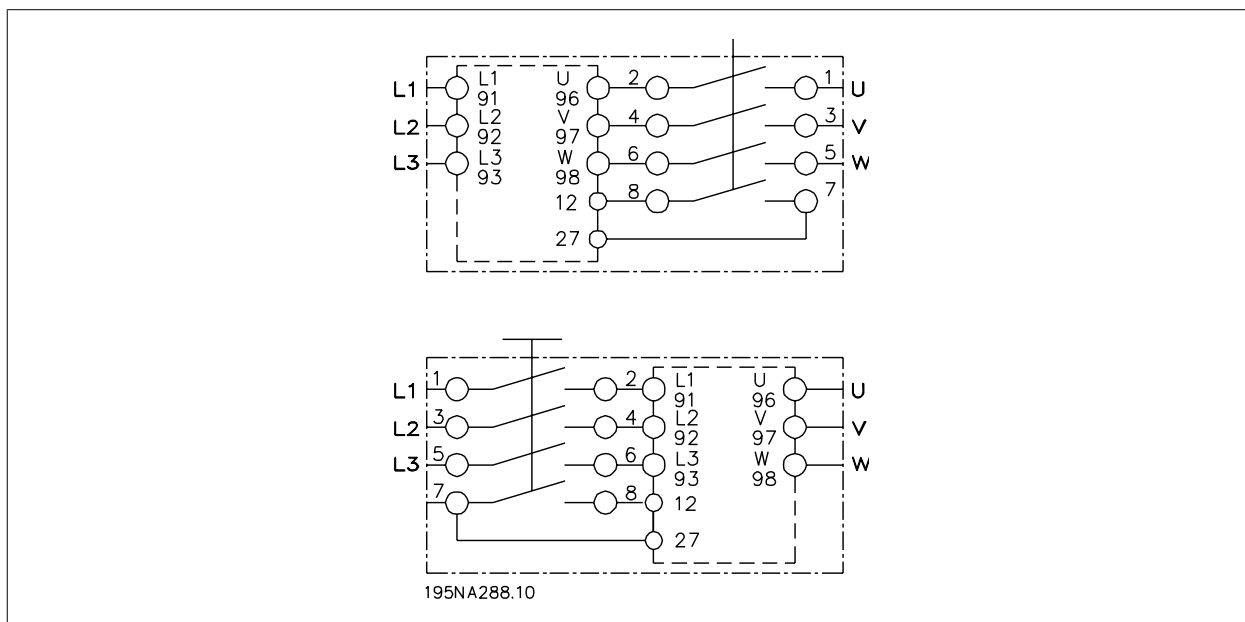 L1 L1 U 2 1 U
91 96
L2 L2 V 4 3 V
92 97
L3 L3 W 6 5 W
93 98
12 8 7
27
L1 1 2 L1 U U
91 96
L2 3 4 L2 V V
92 97
L3 5 6 L3 W W
93 98
7 8 12
27
195NA288.10